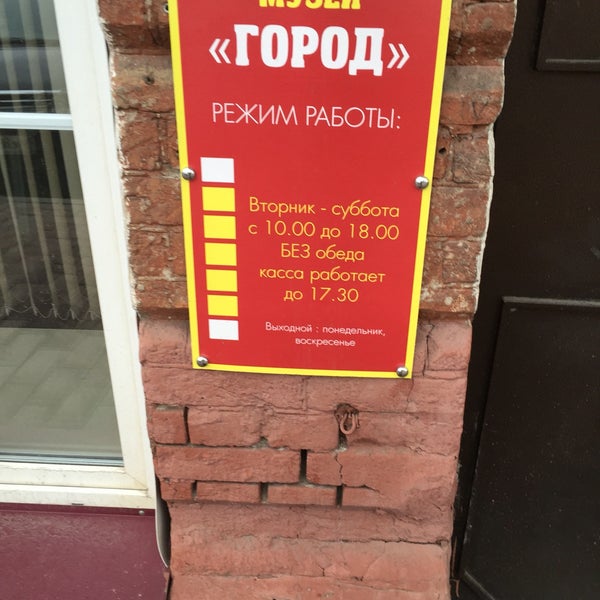 МУЗЕЙ
«ГОРОД»
РЕЖИМ РАБОТЫ:
Вторник - суббота
с 10.00 до 18.00
БЕЗ обеда
касса работает
до 17.30
Выходной : понедельник,
воскресенье